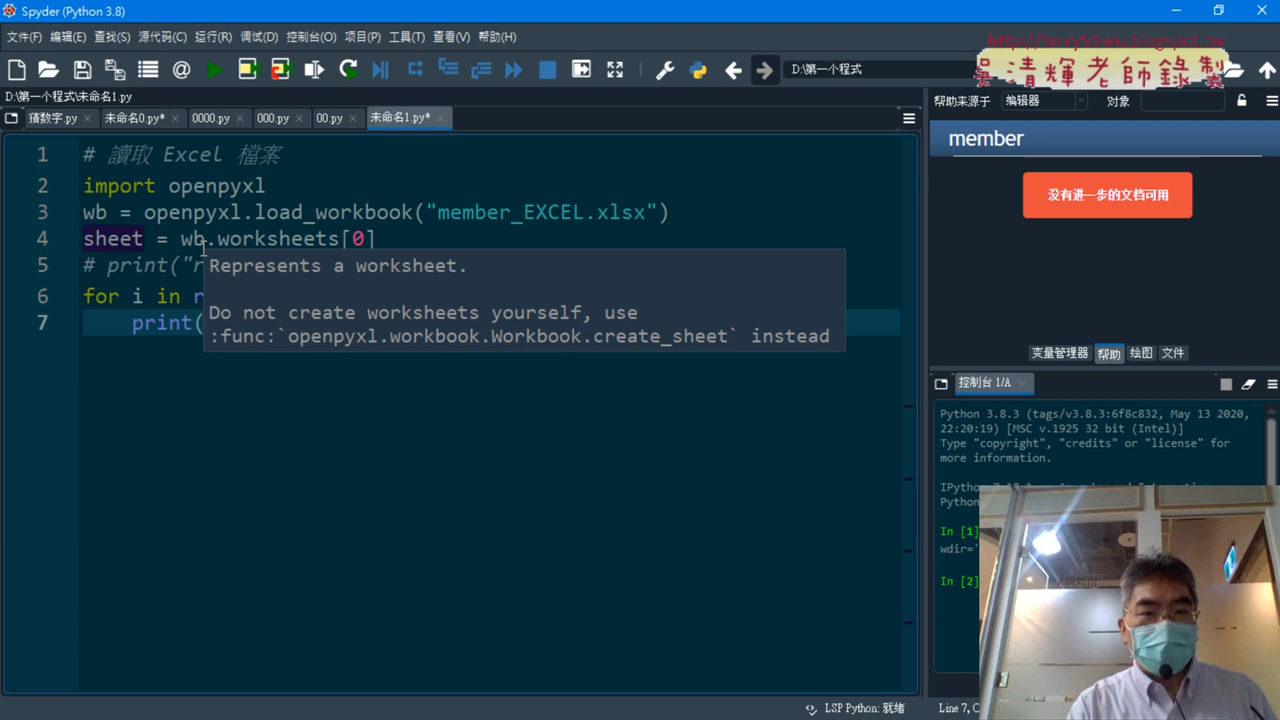 Spyder (Python 3.8)
文件(F) 编辑(E) 查找(S) 源代码(C) 运行(R) 调试(D) 控制台(O) 项目(P) 工具(T) 查看(V) 帮助(H)
http://terry55wu.blogspot.tw
吳清輝老師錄製
D:\第一个程式
D:\第一个程式\未命名1.py
帮助来源于 编辑器 对象
猜数字.py 未命名0.py* 0000.py 000.py 00.py 未命名1.py*
member
没有进一步的文档可用
1 # 讀取 Excel 檔案
2 import openpyxl
3 wb = openpyxl.load_workbook("member_EXCEL.xlsx")
4 sheet = wb.worksheets[0]
5 # print("r
6 for i in r
7 print(
Represents a worksheet.
Do not create worksheets yourself, use
:func:`openpyxl.workbook.Workbook.create_sheet` instead
变量管理器 帮助 绘图 文件
控制台 1/A
Python 3.8.3 (tags/v3.8.3:6f8c832, May 13 2020,
22:20:19) [MSC v.1925 32 bit (Intel)]
Type "copyright", "credits" or "license" for
more information.
Python
In [1]
wdir='
In [2]
LSP Python: 就绪
Line 7, C